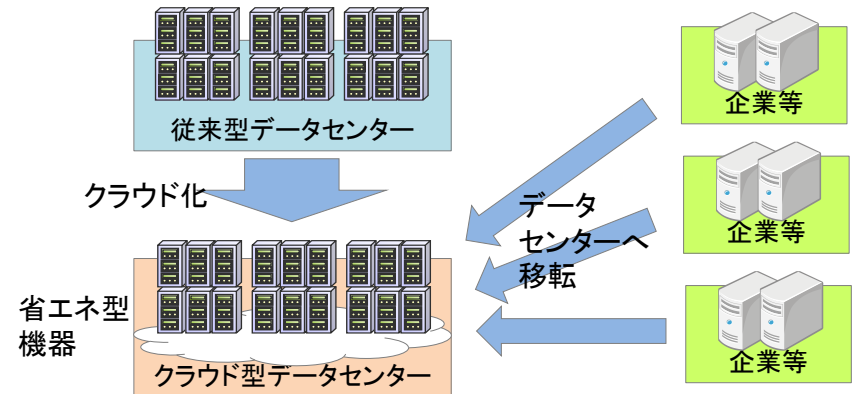 従来型データセンター
クラウド化
省エネ型
機器
クラウド型データセンター
データ
センターへ
移転
企業等
企業等
企業等